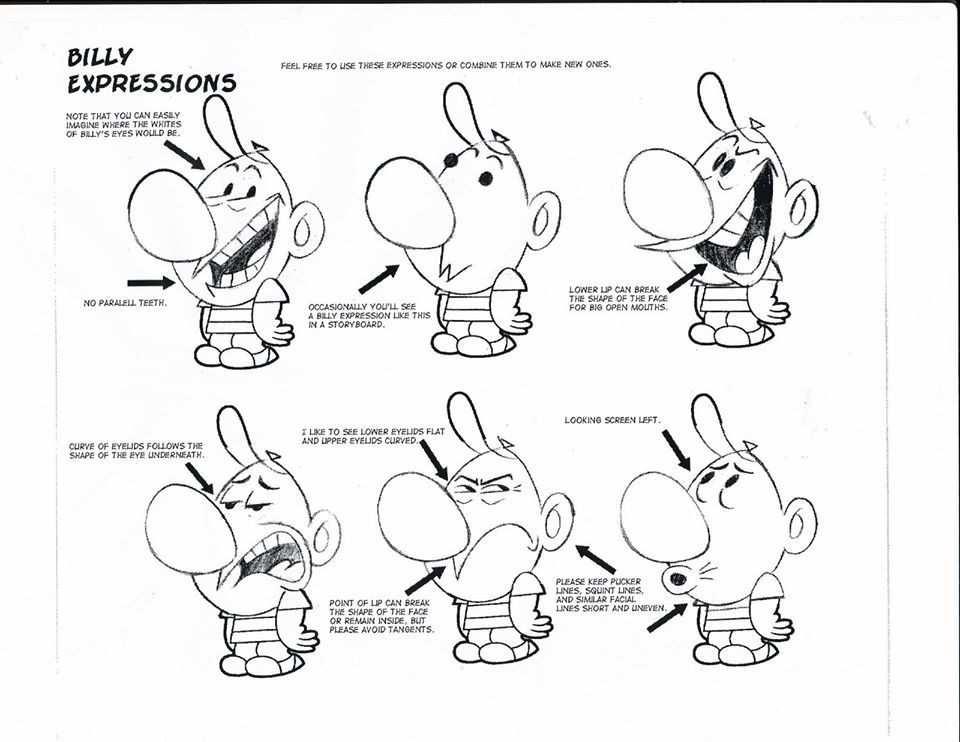 BILLY
EXPRESSIONS
FEEL FREE TO USE THESE EXPRESSIONS OR COMBINE THEM TO MAKE NEW ONES.
NOTE THAT YOU CAN EASILY
IMAGINE WHERE THE WHITES
OF BILLY'S EYES WOULD BE.
NO PARALELL TEETH.
OCCASIONALLY YOU'LL SEE
A BILLY EXPRESSION LIKE THIS
IN A STORYBOARD.
LOWER LIP CAN BREAK
THE SHAPE OF THE FACE
FOR BIG OPEN MOUTHS.
CURVE OF EYELIDS FOLLOWS THE
SHAPE OF THE EYE UNDERNEATH.
I LIKE TO SEE LOWER EYELIDS FLAT
AND UPPER EYELIDS CURVED.
LOOKING SCREEN LEFT.
POINT OF LIP CAN BREAK
THE SHAPE OF THE FACE
OR REMAIN INSIDE, BUT
PLEASE AVOID TANGENTS.
PLEASE KEEP PUCKER
LINES, SQUINT LINES,
AND SIMILAR FACIAL
LINES SHORT AND UNEVEN.